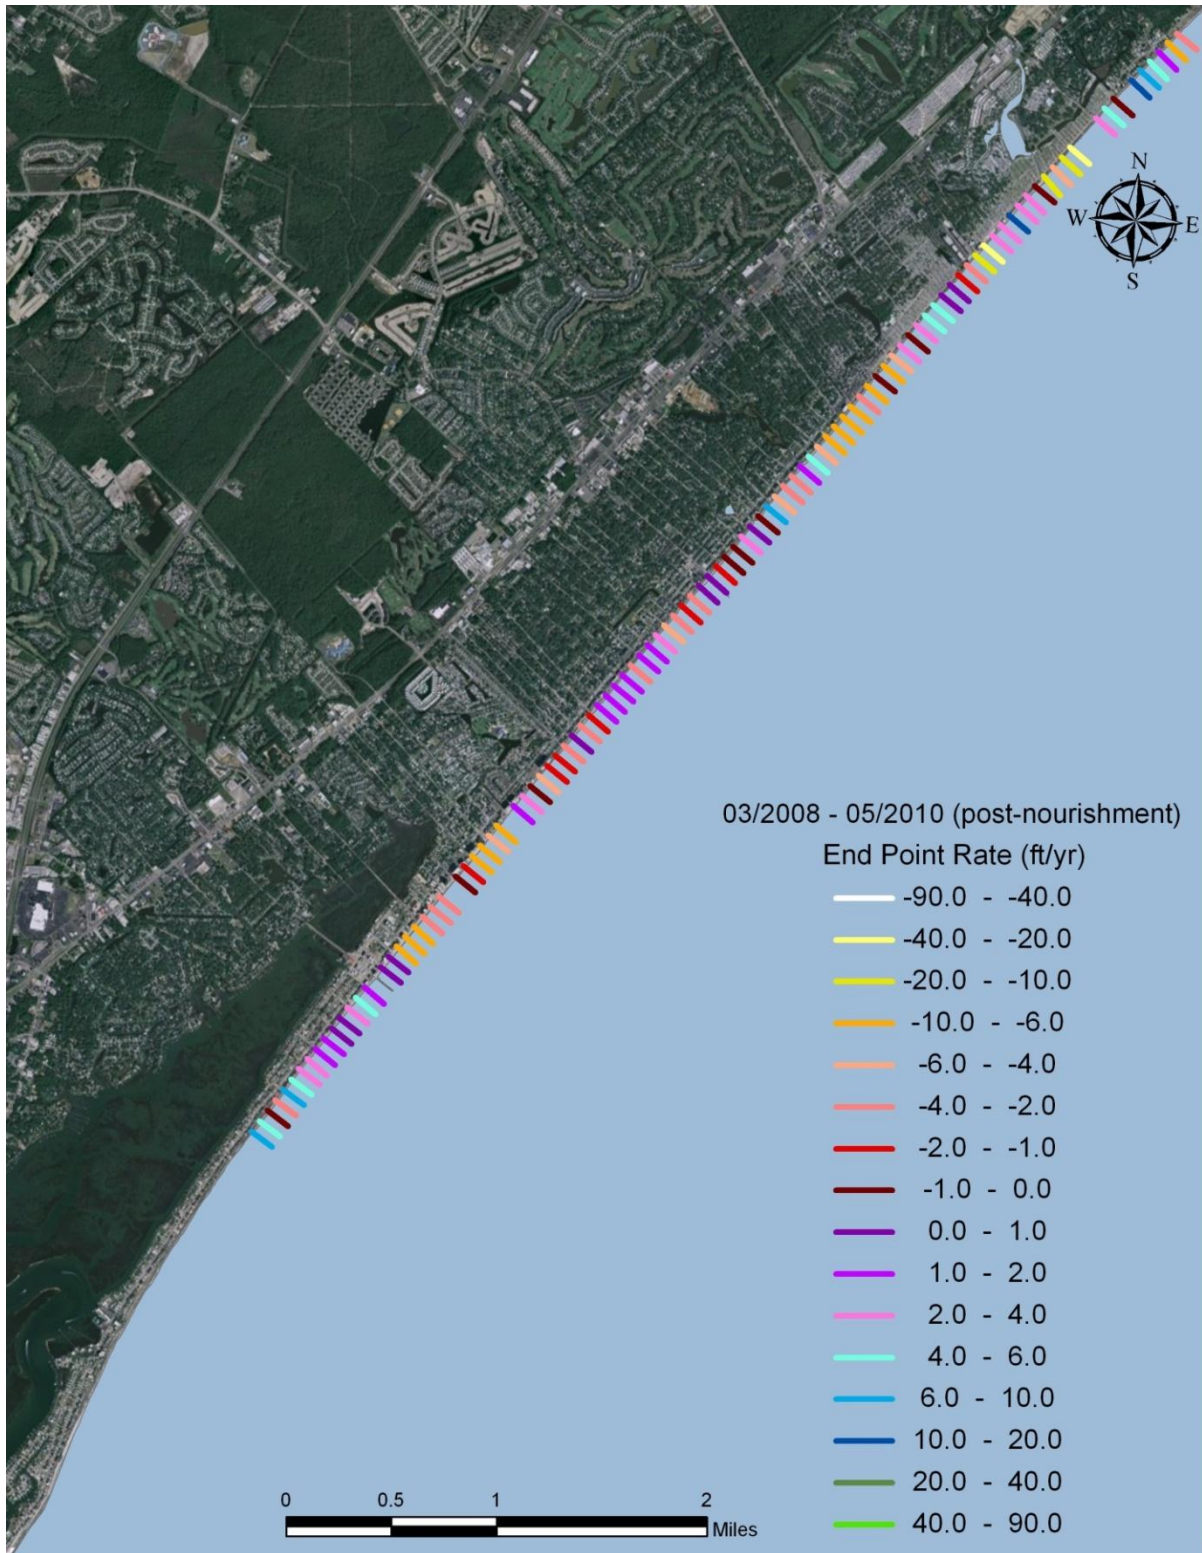 N
W E
S
03/2008 - 05/2010 (post-nourishment)
End Point Rate (ft/yr)
-90.0 - -40.0
-40.0 - -20.0
-20.0 - -10.0
-10.0 - -6.0
-6.0 - -4.0
-4.0 - -2.0
-2.0 - -1.0
-1.0 - 0.0
0.0 - 1.0
1.0 - 2.0
2.0 - 4.0
4.0 - 6.0
6.0 - 10.0
10.0 - 20.0
20.0 - 40.0
40.0 - 90.0
0 0.5 1 2
Miles